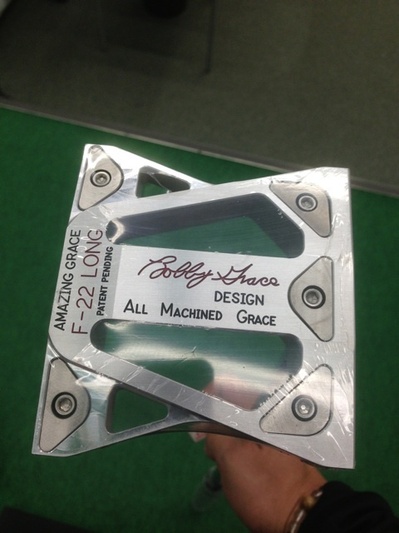 AMAZING GRACE
F-22 LONG
PATENT PENDING
Bobby Grace
DESIGN
ALL MACHINED GRACE